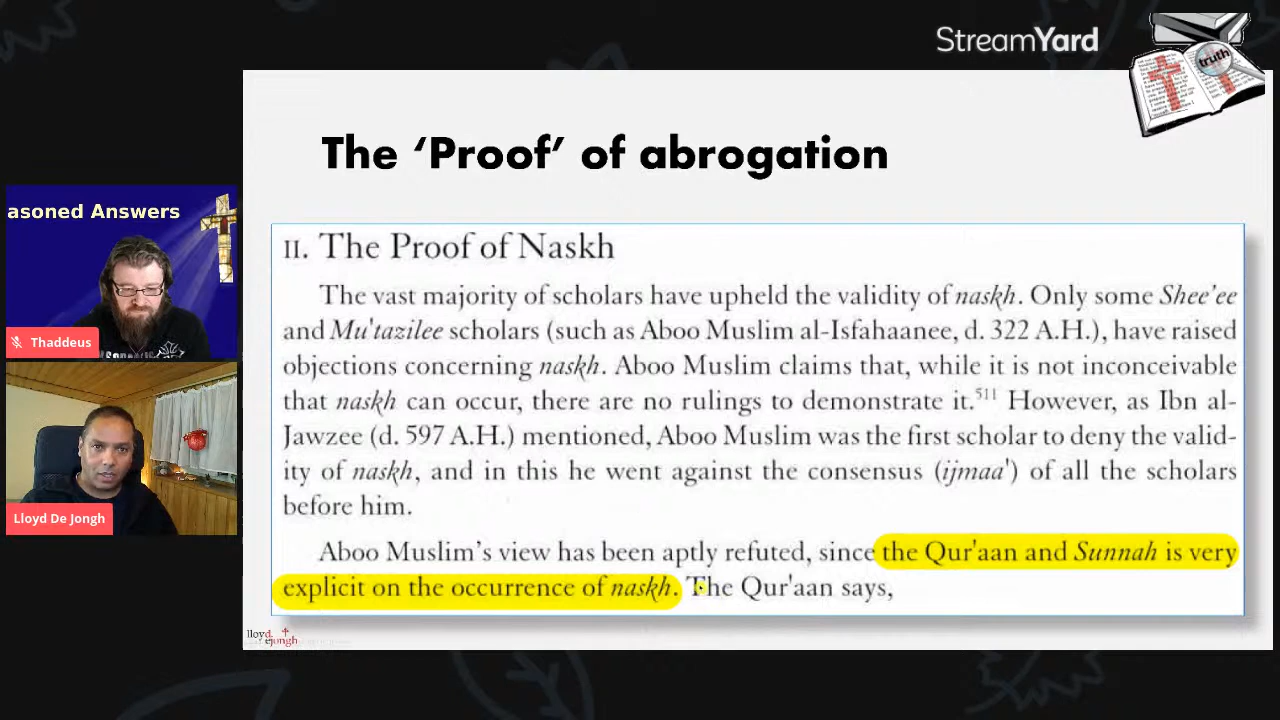 StreamYard
truth
The ‘Proof’ of abrogation
asoned Answers
Thaddeus
Lloyd De Jongh
II. The Proof of Naskh
The vast majority of scholars have upheld the validity of naskh. Only some Shee'ee
and Mu'tazilee scholars (such as Aboo Muslim al-Isfahaanee, d. 322 A.H.), have raised
objections concerning naskh. Aboo Muslim claims that, while it is not inconceivable
that naskh can occur, there are no rulings to demonstrate it.511 However, as Ibn al-
Jawzee (d. 597 A.H.) mentioned, Aboo Muslim was the first scholar to deny the valid-
ity of naskh, and in this he went against the consensus (ijmaa') of all the scholars
before him.
Aboo Muslim's view has been aptly refuted, since the Qur'aan and Sunnah is very
explicit on the occurrence of naskh. The Qur'aan says,
lloyd
ejongh